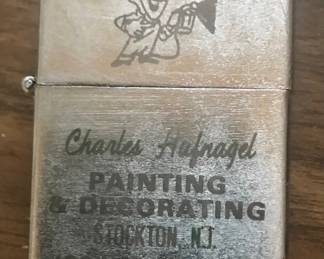 Charles Hufnagel
PAINTING
& DECORATING
STOCKTON, N.J.